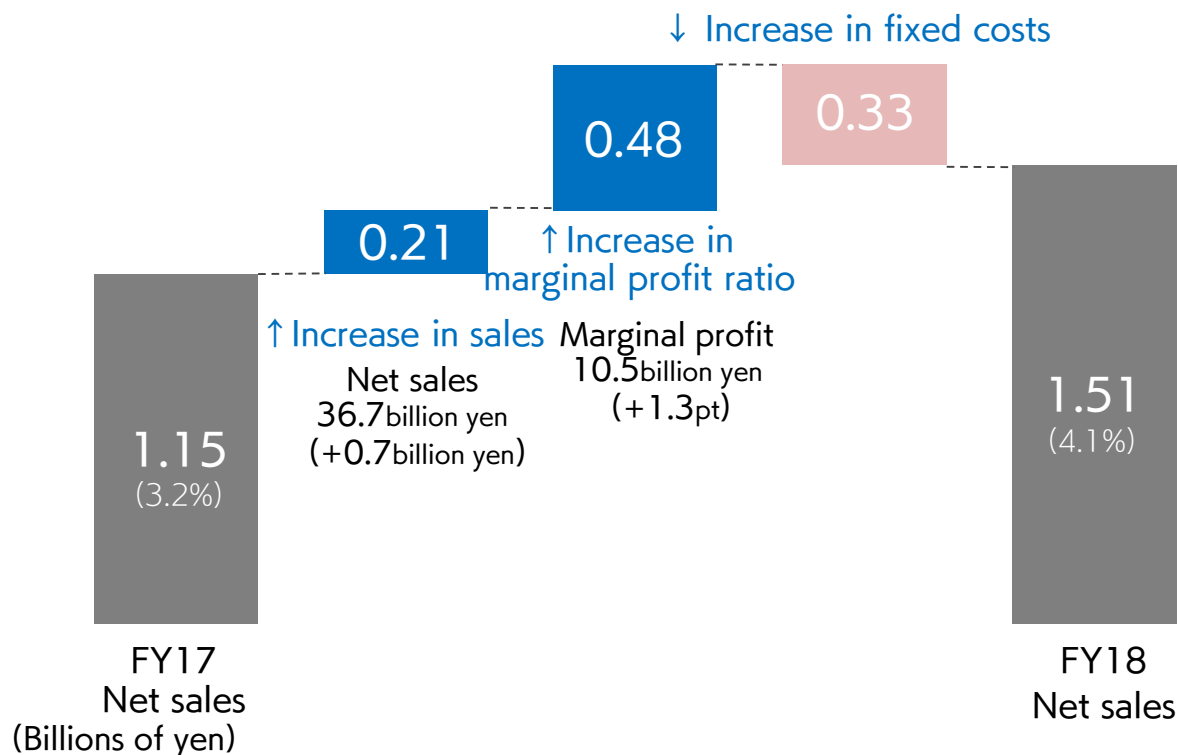 ↓ Increase in fixed costs
0.48
0.33
0.21
↑ Increase in
marginal profit ratio
↑ Increase in sales
Net sales
36.7billion yen
(+0.7billion yen)
Marginal profit
10.5billion yen
(+1.3pt)
1.15
(3.2%)
1.51
(4.1%)
FY17
Net sales
(Billions of yen)
FY18
Net sales